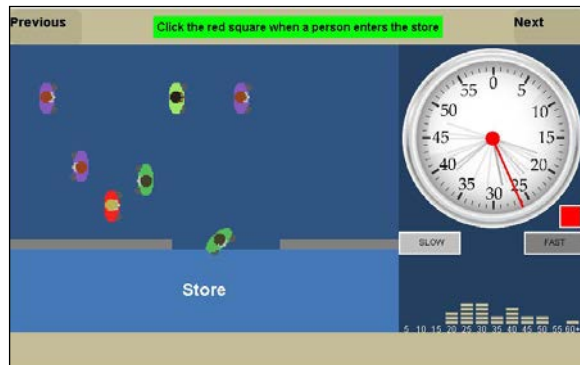 Previous
Click the red square when a person enters the store
Next
0
5
10
15
20
25
30
35
40
45
50
55
SLOW
FAST
Store
5 10 15 20 25 30 35 40 45 50 55 60+